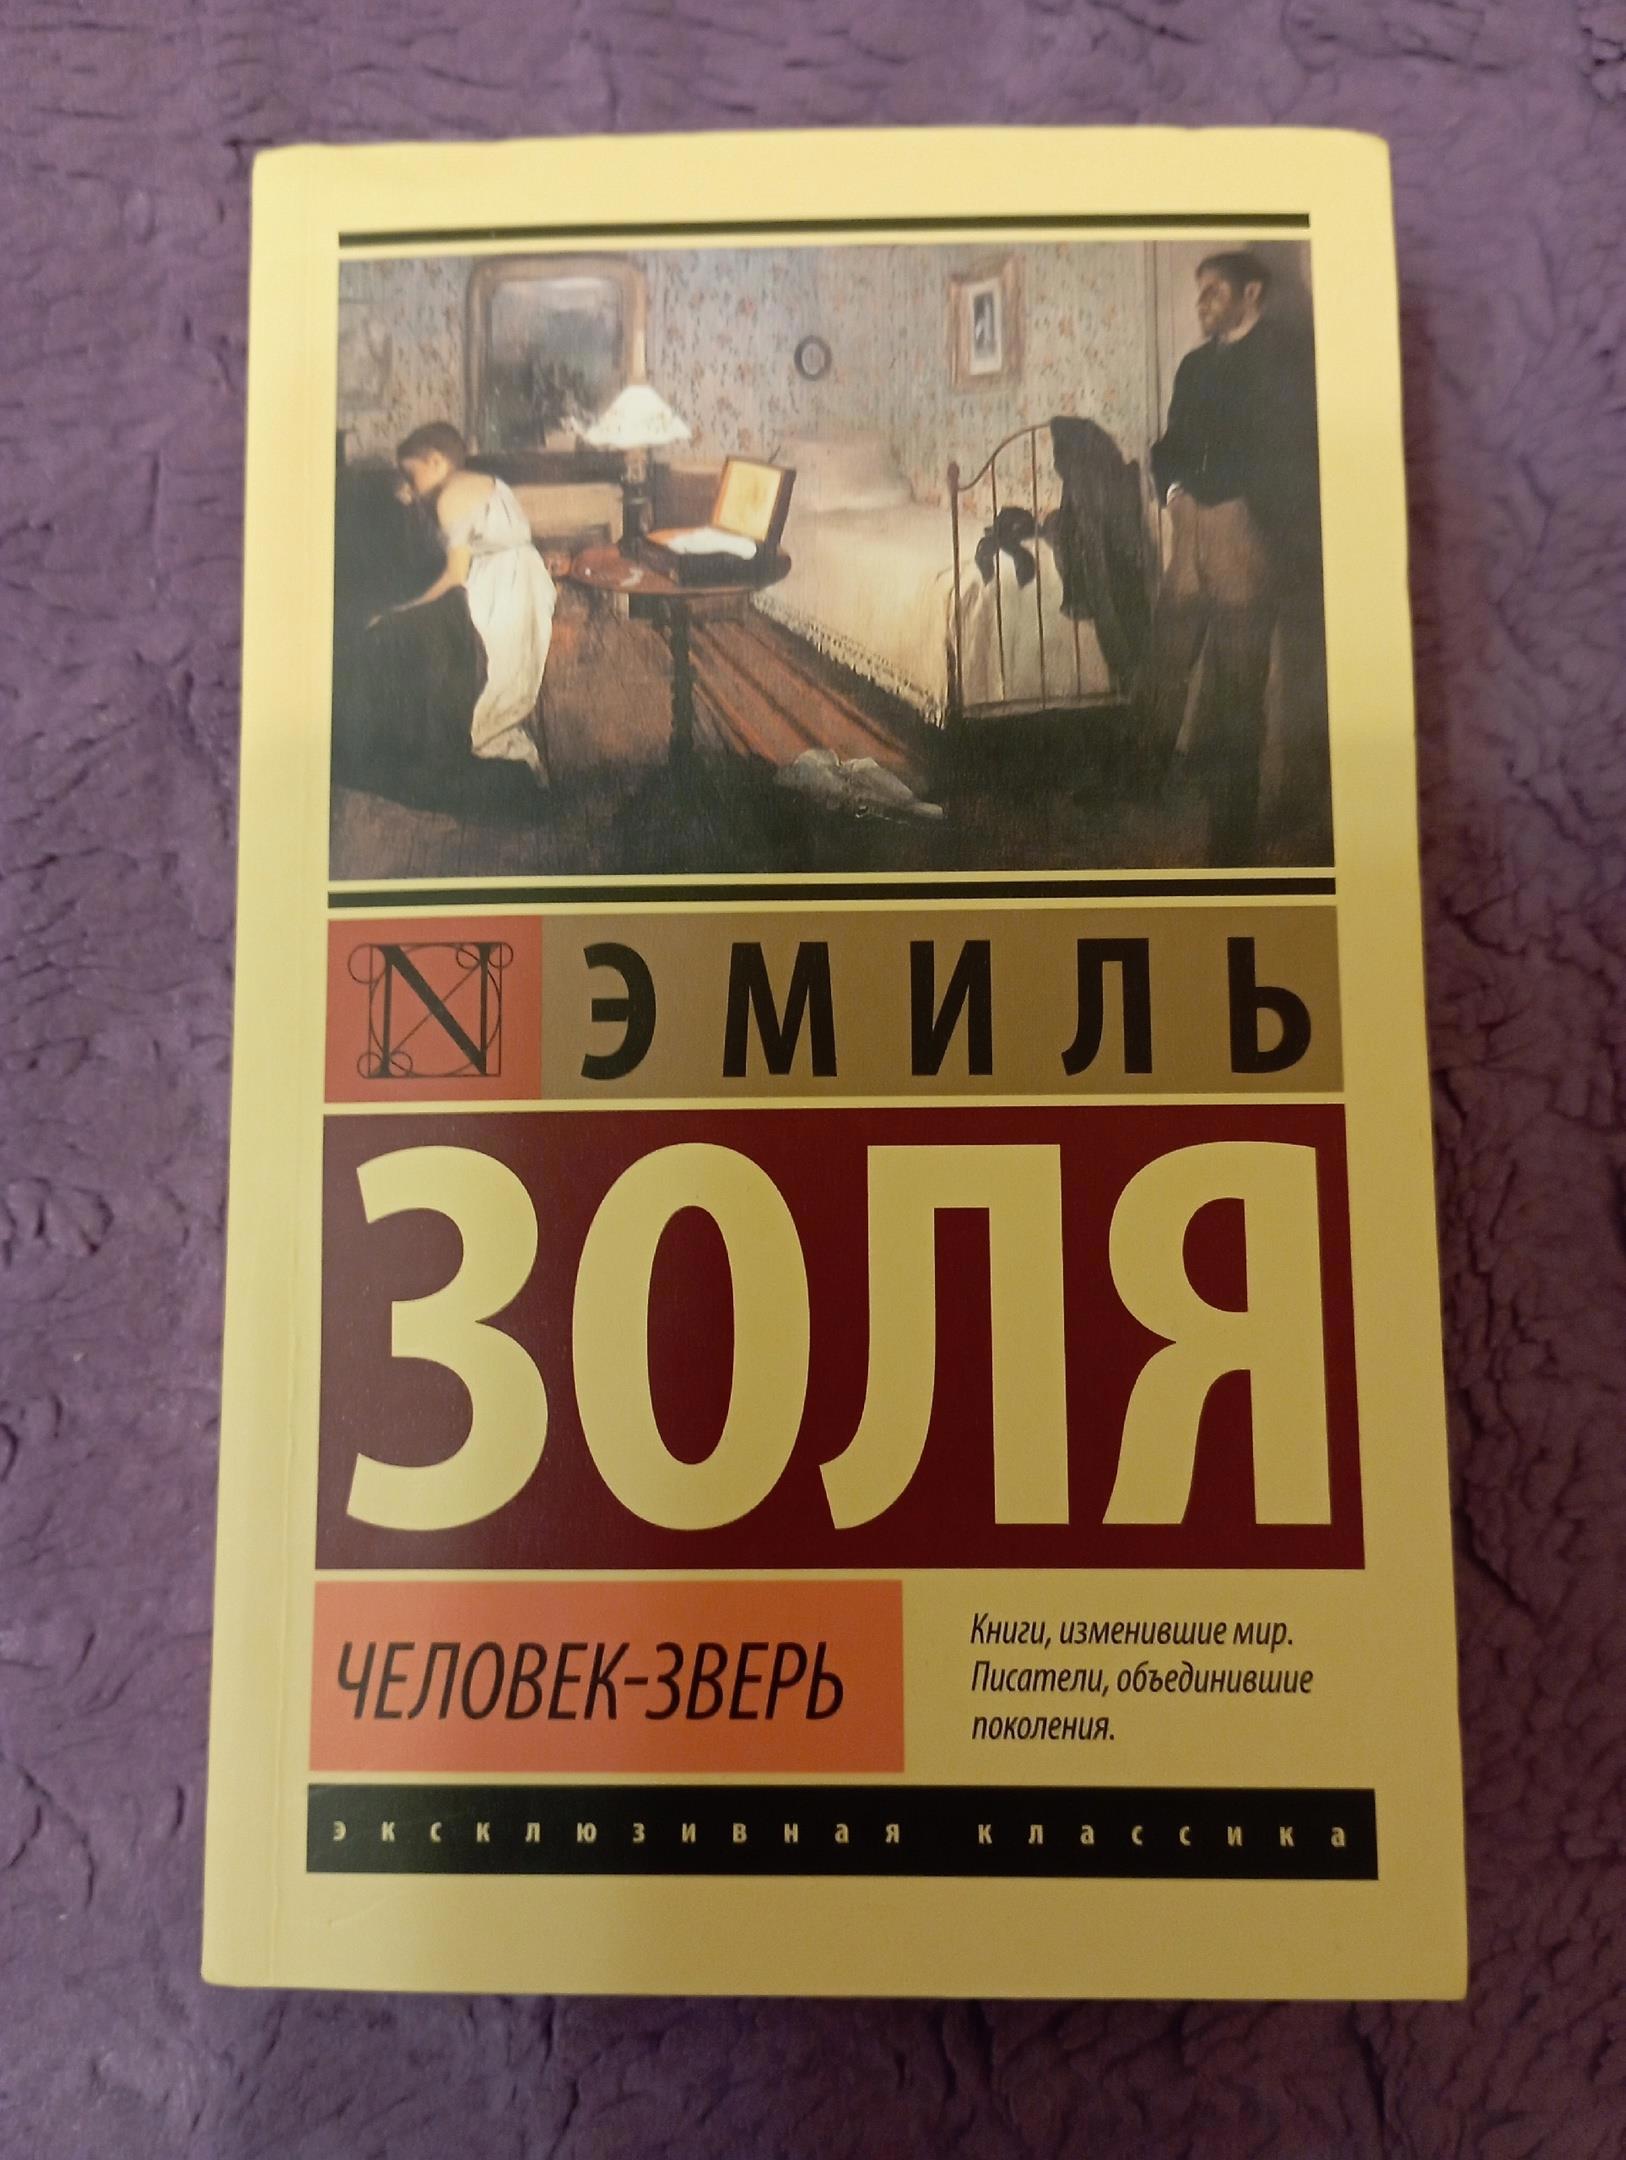 N ЭМИЛЬ
ЗОЛЯ
ЧЕЛОВЕК-ЗВЕРЬ
Книги, изменившие мир.
Писатели, объединившие
поколения.
эксклюзивная классика